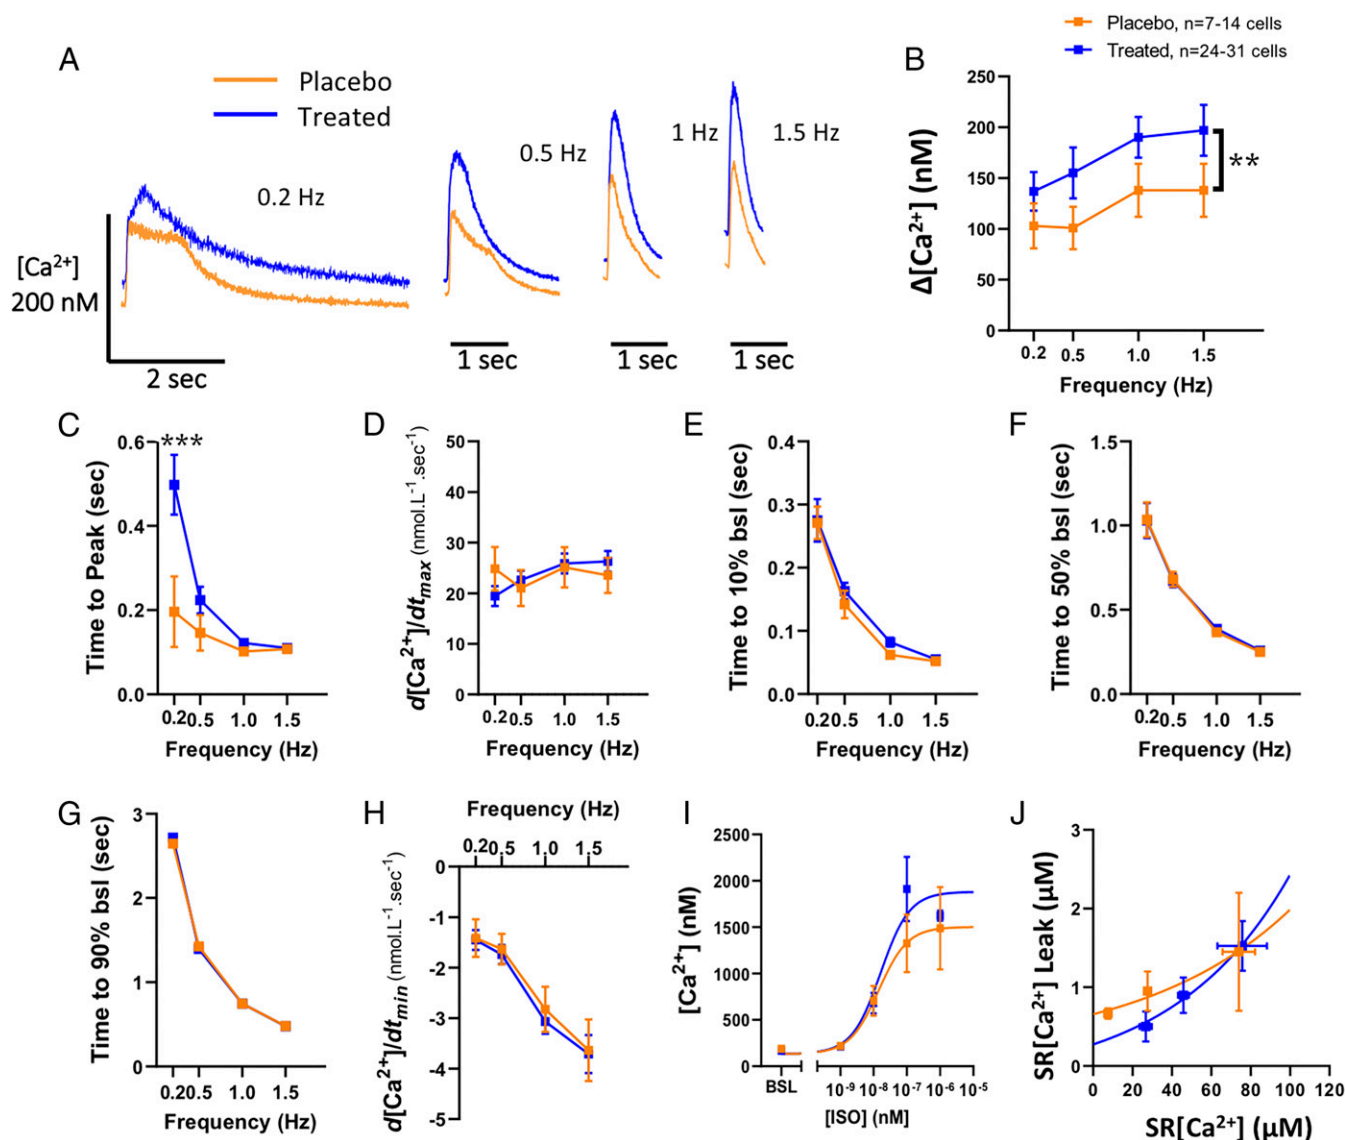 Placebo, n=7-14 cells
Treated, n=24-31 cells
A
Placebo
Treated
0.2 Hz
0.5 Hz
1 Hz
1.5 Hz
[Ca²⁺]
200 nM
2 sec
1 sec
1 sec
1 sec
B
Δ[Ca²⁺] (nM)
250
200
150
100
50
0
**
0.2 0.5 1.0 1.5
Frequency (Hz)
C
Time to Peak (sec)
0.6
0.4
0.2
0.0
***
0.2 0.5 1.0 1.5
Frequency (Hz)
D
d[Ca²⁺]/dtmax (nmol.L⁻¹.sec⁻¹)
50
40
30
20
10
0
0.2 0.5 1.0 1.5
Frequency (Hz)
E
Time to 10% bsl (sec)
0.4
0.3
0.2
0.1
0.0
0.2 0.5 1.0 1.5
Frequency (Hz)
F
Time to 50% bsl (sec)
1.5
1.0
0.5
0.0
0.2 0.5 1.0 1.5
Frequency (Hz)
G
Time to 90% bsl (sec)
3
2
1
0
0.2 0.5 1.0 1.5
Frequency (Hz)
H
Frequency (Hz)
0.2 0.5 1.0 1.5
d[Ca²⁺]/dtmin (nmol.L⁻¹.sec⁻¹)
0
-1
-2
-3
-4
-5
I
[Ca²⁺] (nM)
2500
2000
1500
1000
500
0
BSL 10⁻⁹ 10⁻⁸ 10⁻⁷ 10⁻⁶ 10⁻⁵
[ISO] (nM)
J
SR[Ca²⁺] Leak (μM)
3
2
1
0
0 20 40 60 80 100 120
SR[Ca²⁺] (μM)